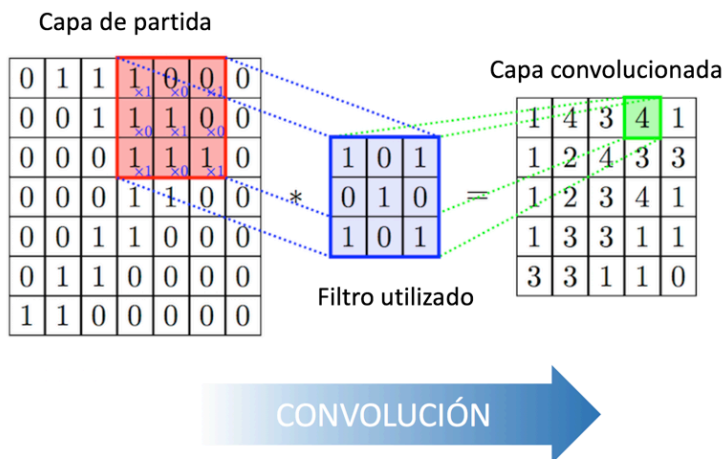 Capa de partida
Capa convolucionada
0 1 1 1×1 0×0 0×1 0
0 0 1 1×0 1×1 0×0 0
0 0 0 1×1 1×0 1×1 0
0 0 0 1 1 0 0
0 0 1 1 0 0 0
0 1 1 0 0 0 0
1 1 0 0 0 0 0
*
1 0 1
0 1 0
1 0 1
Filtro utilizado
=
1 4 3 4 1
1 2 4 3 3
1 2 3 4 1
1 3 3 1 1
3 3 1 1 0
CONVOLUCIÓN